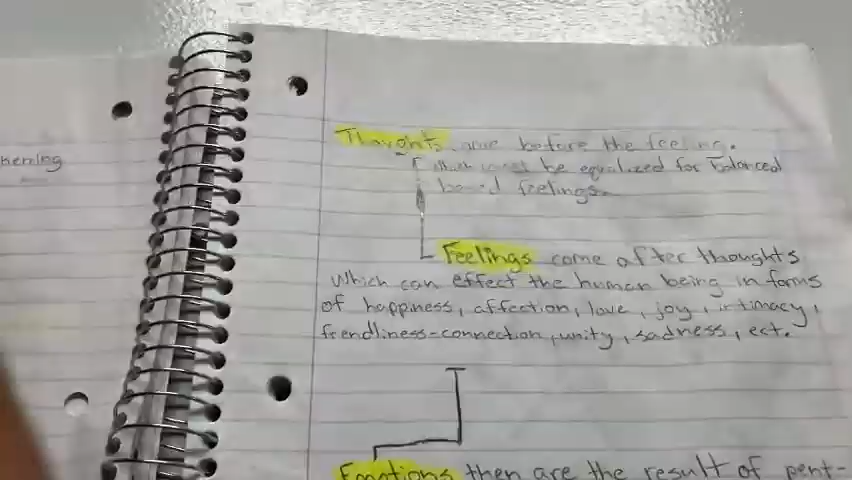 kening
Thoughts are before the feeling.
which must be equalized for balanced
based feelings.
Feelings come after thoughts
which can effect the human being in forms
of happiness, affection, love, joy, intimacy,
frendliness-connection, unity, sadness, ect.
Emotions then are the result of pent-